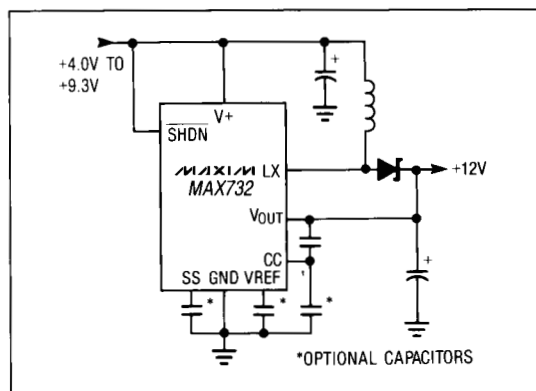 +4.0V TO
+9.3V
V+
SHDN
MAXIM
LX
MAX732
+12V
+
VOUT
CC
+
SS GND VREF
*
*
*
*OPTIONAL CAPACITORS